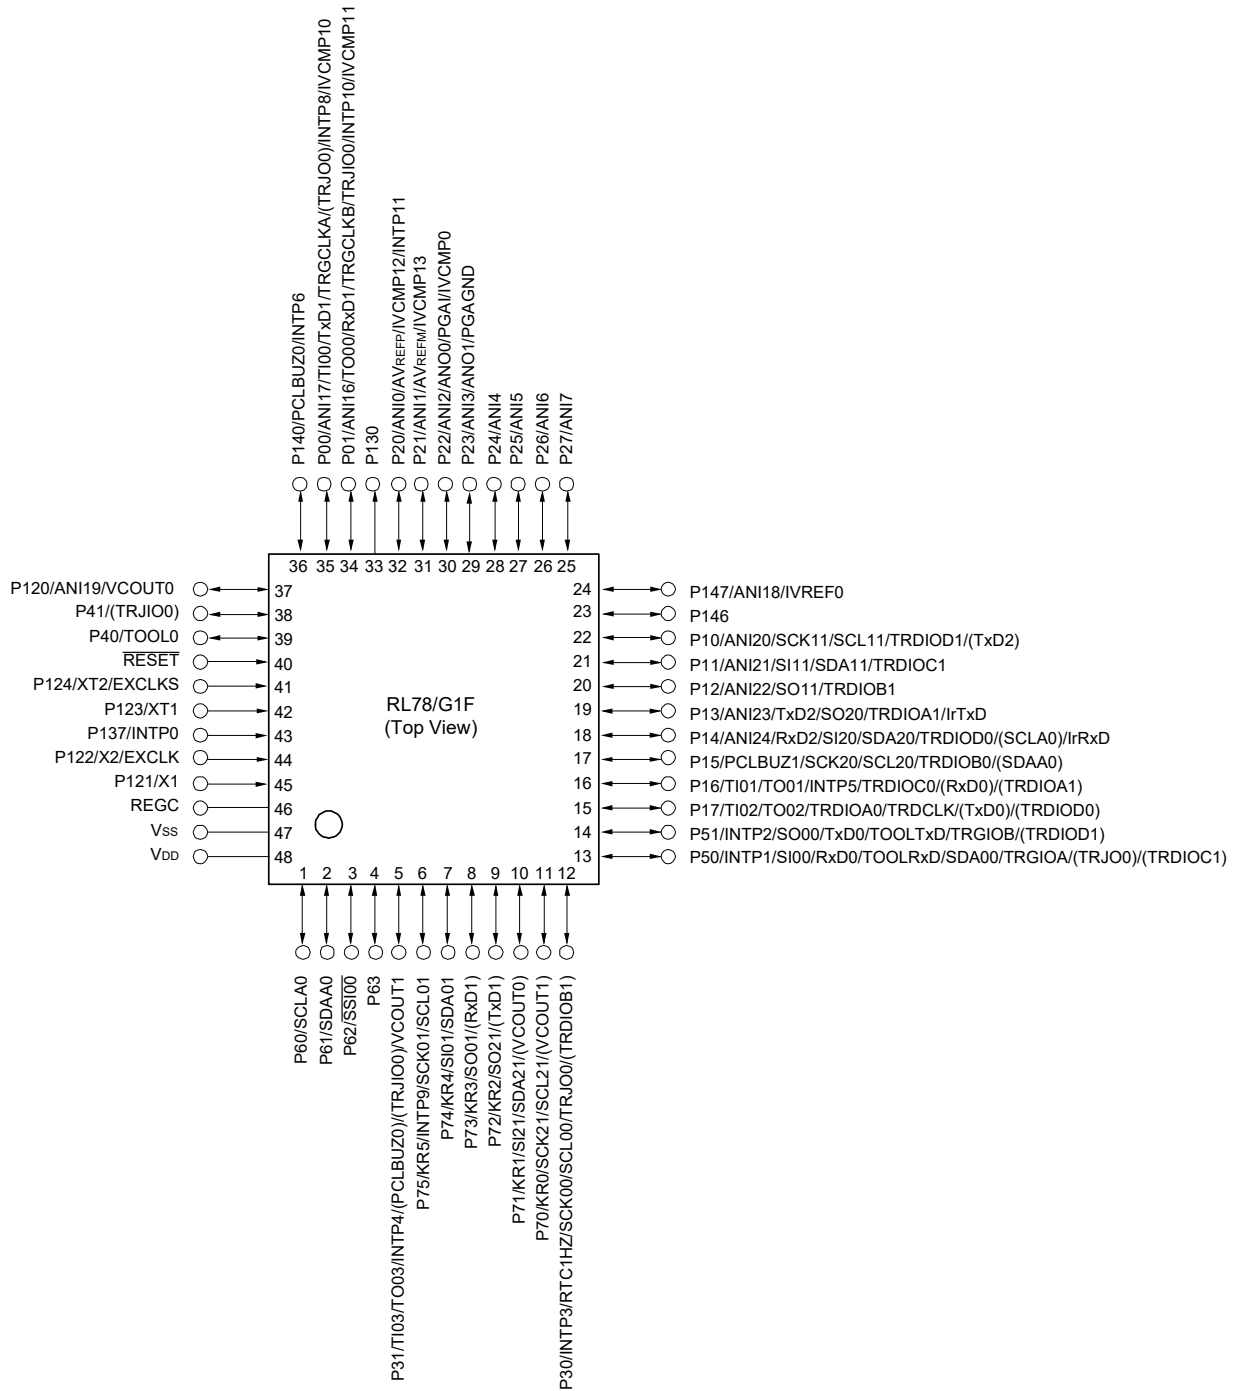 P140/PCLBUZ0/INTP6
P00/ANI17/TI00/TxD1/TRGCLKA/(TRJO0)/INTP8/IVCMP10
P01/ANI16/TO00/RxD1/TRGCLKB/TRJIO0/INTP10/IVCMP11
P130
P20/ANI0/AVREFP/IVCMP12/INTP11
P21/ANI1/AVREFM/IVCMP13
P22/ANI2/ANO0/PGAI/IVCMP0
P23/ANI3/ANO1/PGAGND
P24/ANI4
P25/ANI5
P26/ANI6
P27/ANI7
36 35 34 33 32 31 30 29 28 27 26 25
P120/ANI19/VCOUT0 37
P41/(TRJIO0) 38
P40/TOOL0 39
RESET 40
P124/XT2/EXCLKS 41
P123/XT1 42
P137/INTP0 43
P122/X2/EXCLK 44
P121/X1 45
REGC 46
VSS 47
VDD 48
RL78/G1F
(Top View)
24 P147/ANI18/IVREF0
23 P146
22 P10/ANI20/SCK11/SCL11/TRDIOD1/(TxD2)
21 P11/ANI21/SI11/SDA11/TRDIOC1
20 P12/ANI22/SO11/TRDIOB1
19 P13/ANI23/TxD2/SO20/TRDIOA1/IrTxD
18 P14/ANI24/RxD2/SI20/SDA20/TRDIOD0/(SCLA0)/IrRxD
17 P15/PCLBUZ1/SCK20/SCL20/TRDIOB0/(SDAA0)
16 P16/TI01/TO01/INTP5/TRDIOC0/(RxD0)/(TRDIOA1)
15 P17/TI02/TO02/TRDIOA0/TRDCLK/(TxD0)/(TRDIOD0)
14 P51/INTP2/SO00/TxD0/TOOLTxD/TRGIOB/(TRDIOD1)
13 P50/INTP1/SI00/RxD0/TOOLRxD/SDA00/TRGIOA/(TRJO0)/(TRDIOC1)
1 2 3 4 5 6 7 8 9 10 11 12
P60/SCLA0
P61/SDAA0
P62/SSI00
P63
P31/TI03/TO03/INTP4/(PCLBUZ0)/(TRJIO0)/VCOUT1
P75/KR5/INTP9/SCK01/SCL01
P74/KR4/SI01/SDA01
P73/KR3/SO01/(RxD1)
P72/KR2/SO21/(TxD1)
P71/KR1/SI21/SDA21/(VCOUT0)
P70/KR0/SCK21/SCL21/(VCOUT1)
P30/INTP3/RTC1HZ/SCK00/SCL00/TRJO0/(TRDIOB1)